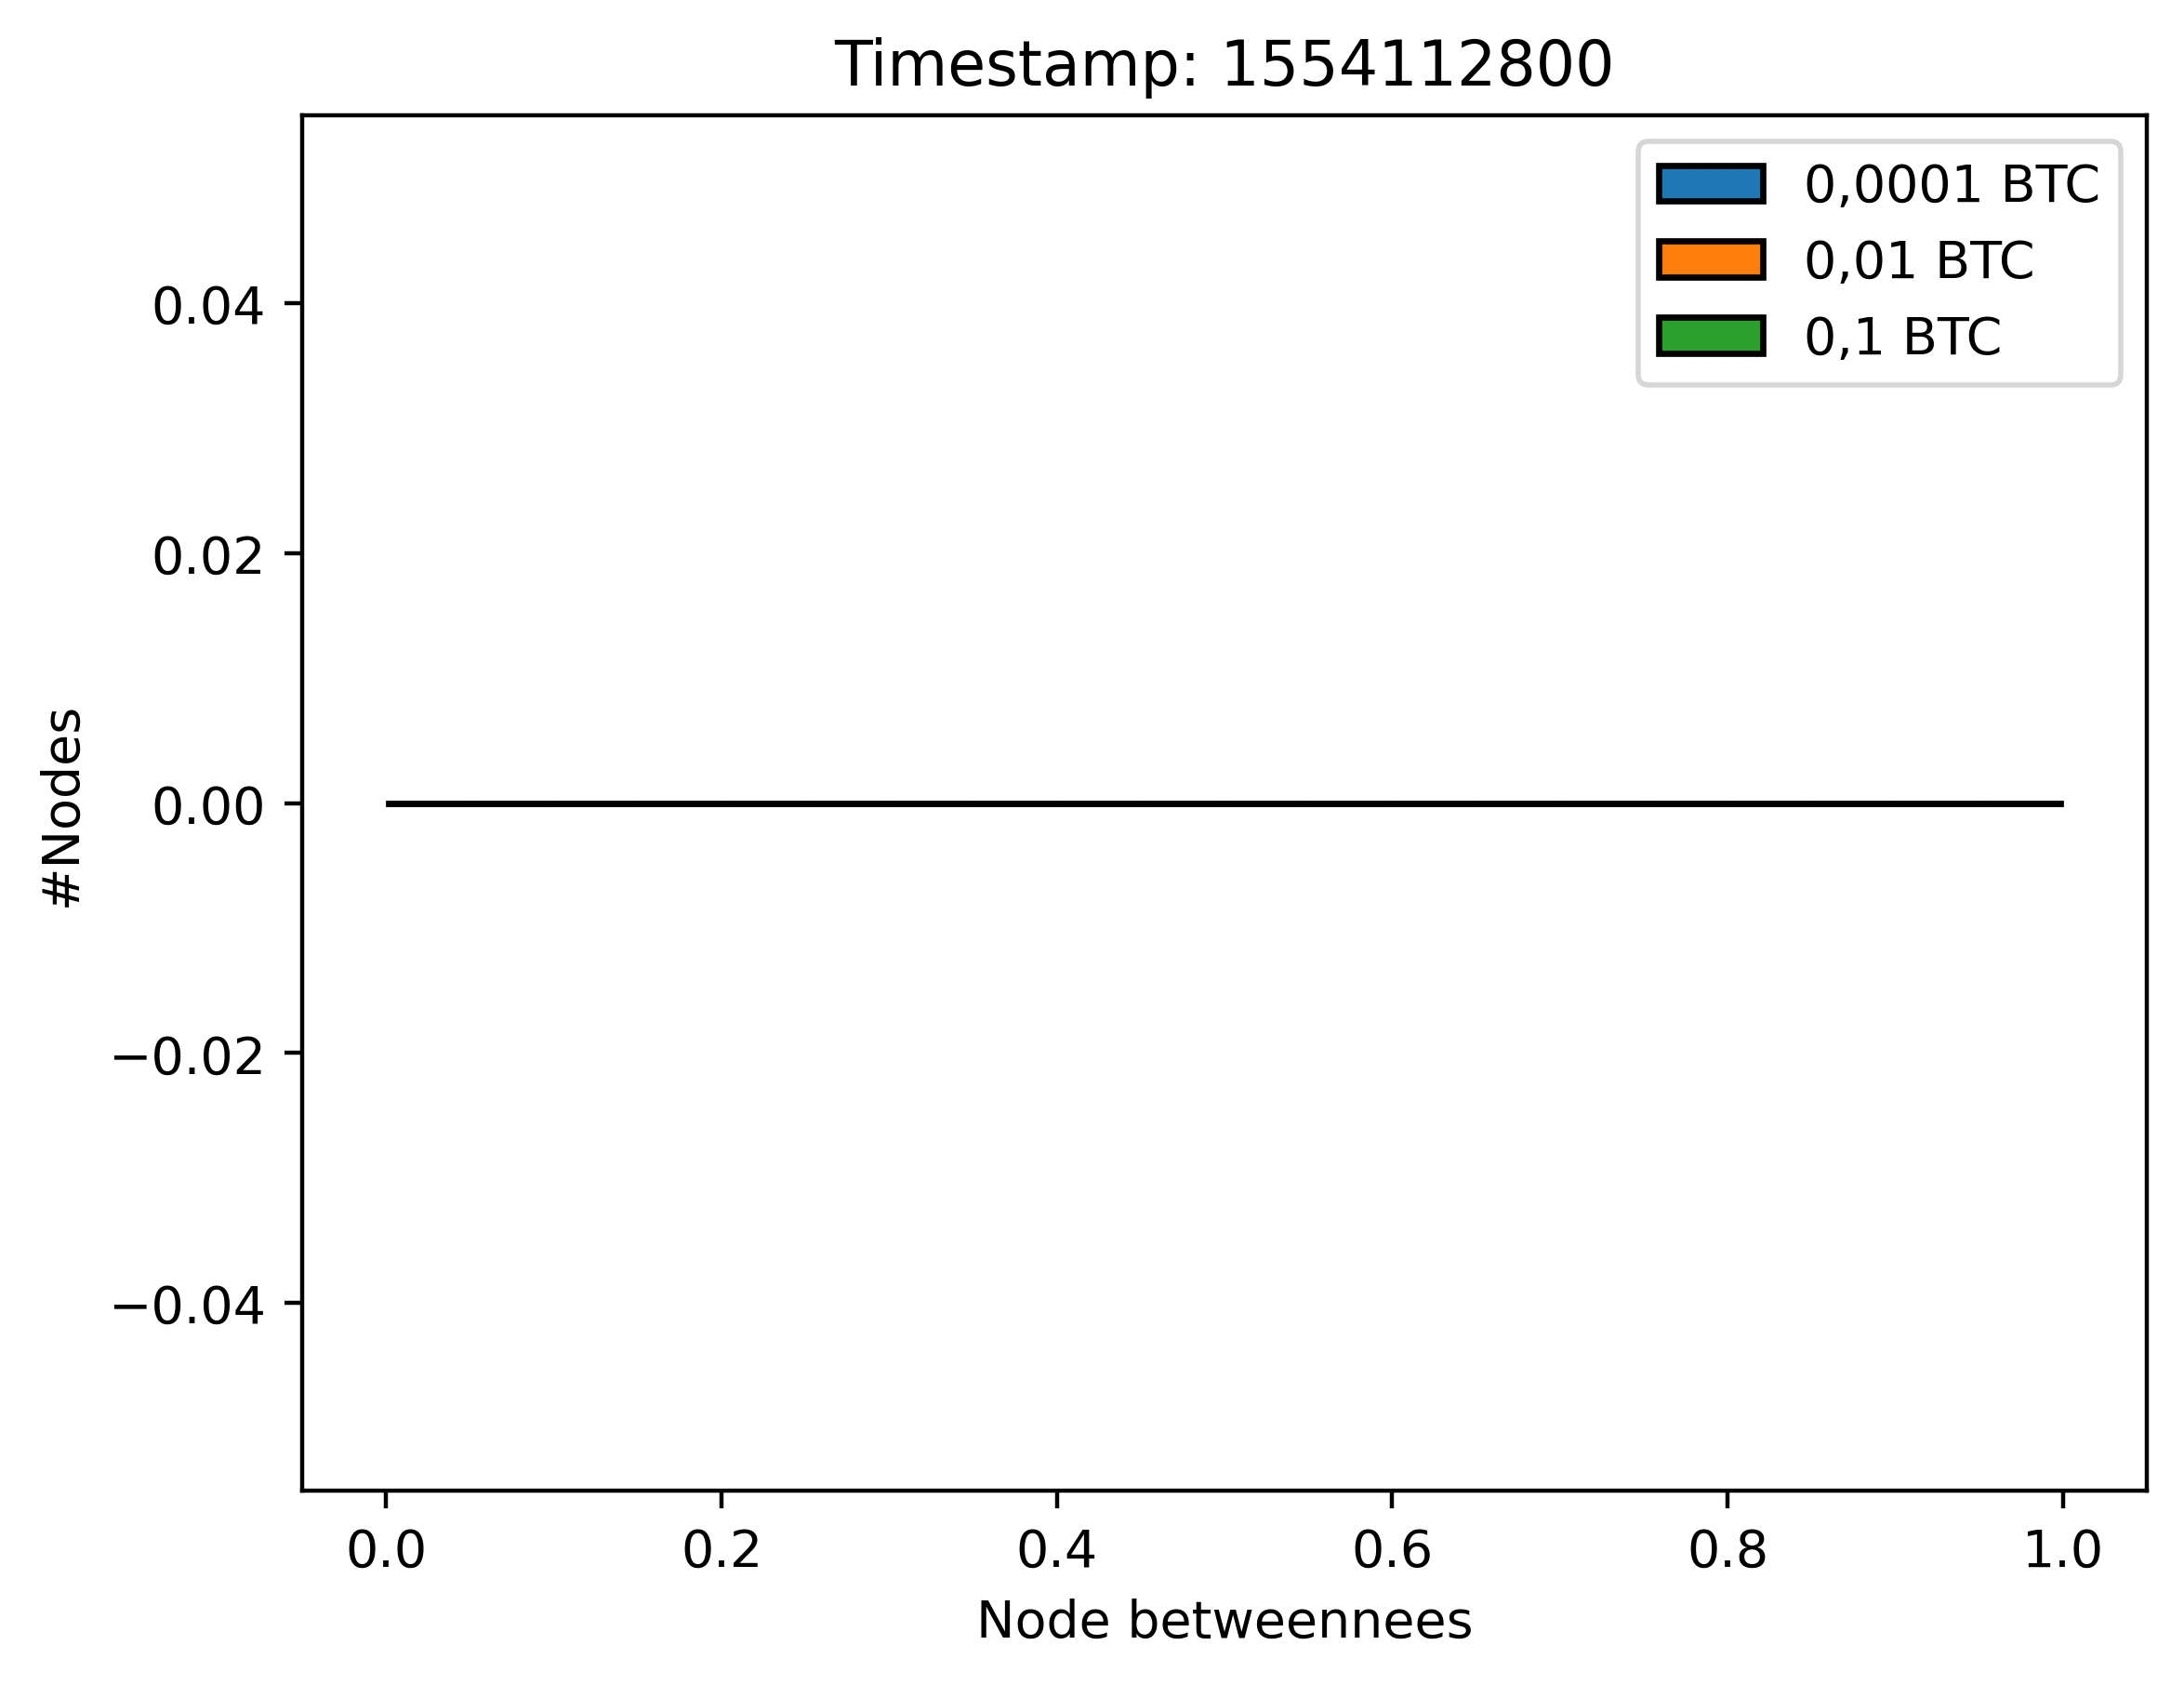 Timestamp: 1554112800
0,0001 BTC
0,01 BTC
0,1 BTC
0.04
0.02
0.00
−0.02
−0.04
#Nodes
0.0 0.2 0.4 0.6 0.8 1.0
Node betweennees